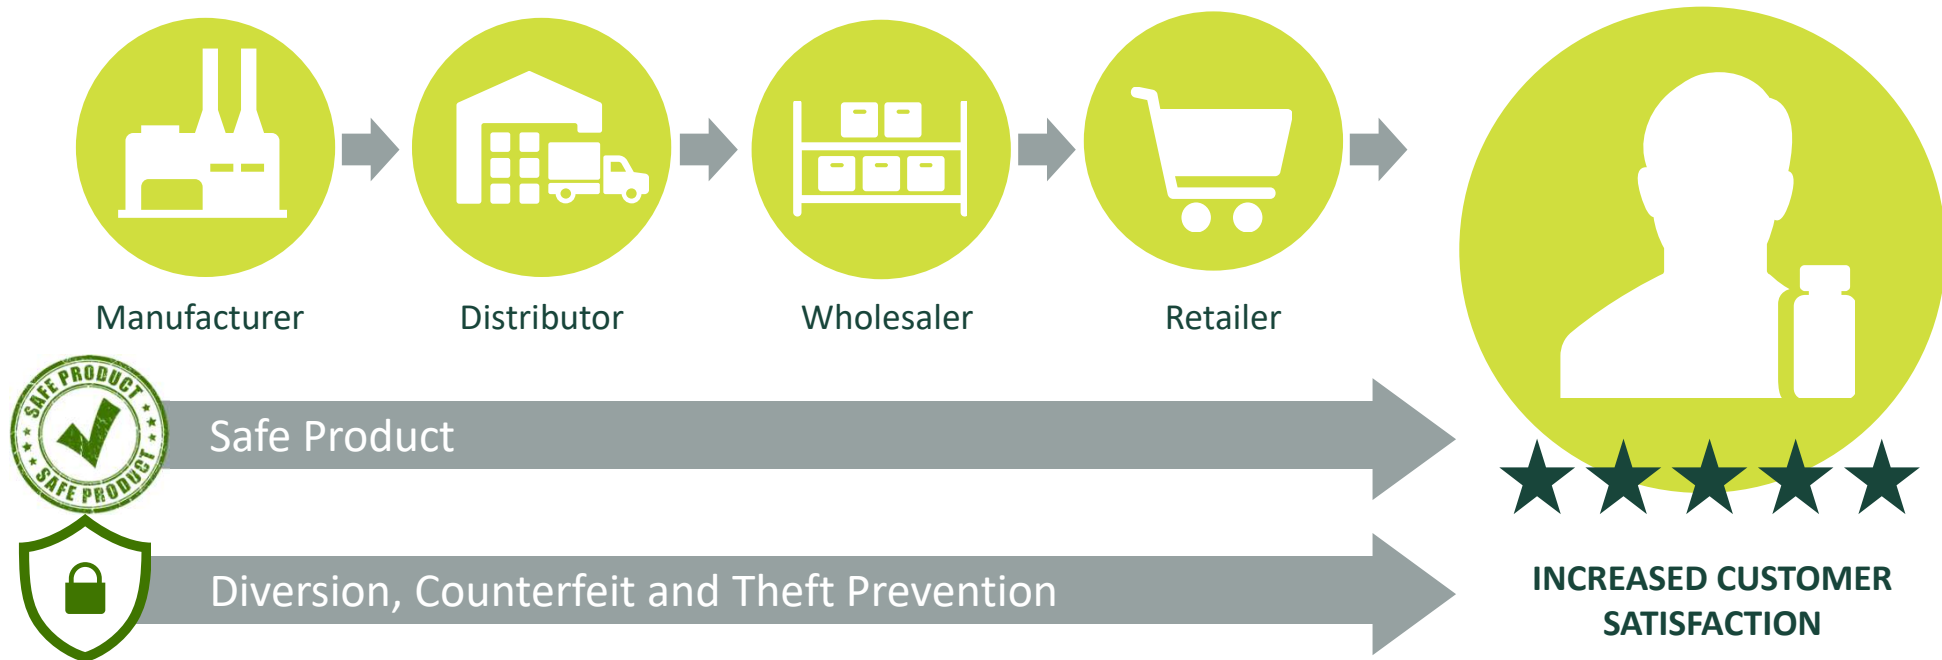 Manufacturer
Distributor
Wholesaler
Retailer
SAFE PRODUCT
SAFE PRODUCT
Safe Product
Diversion, Counterfeit and Theft Prevention
INCREASED CUSTOMER
SATISFACTION